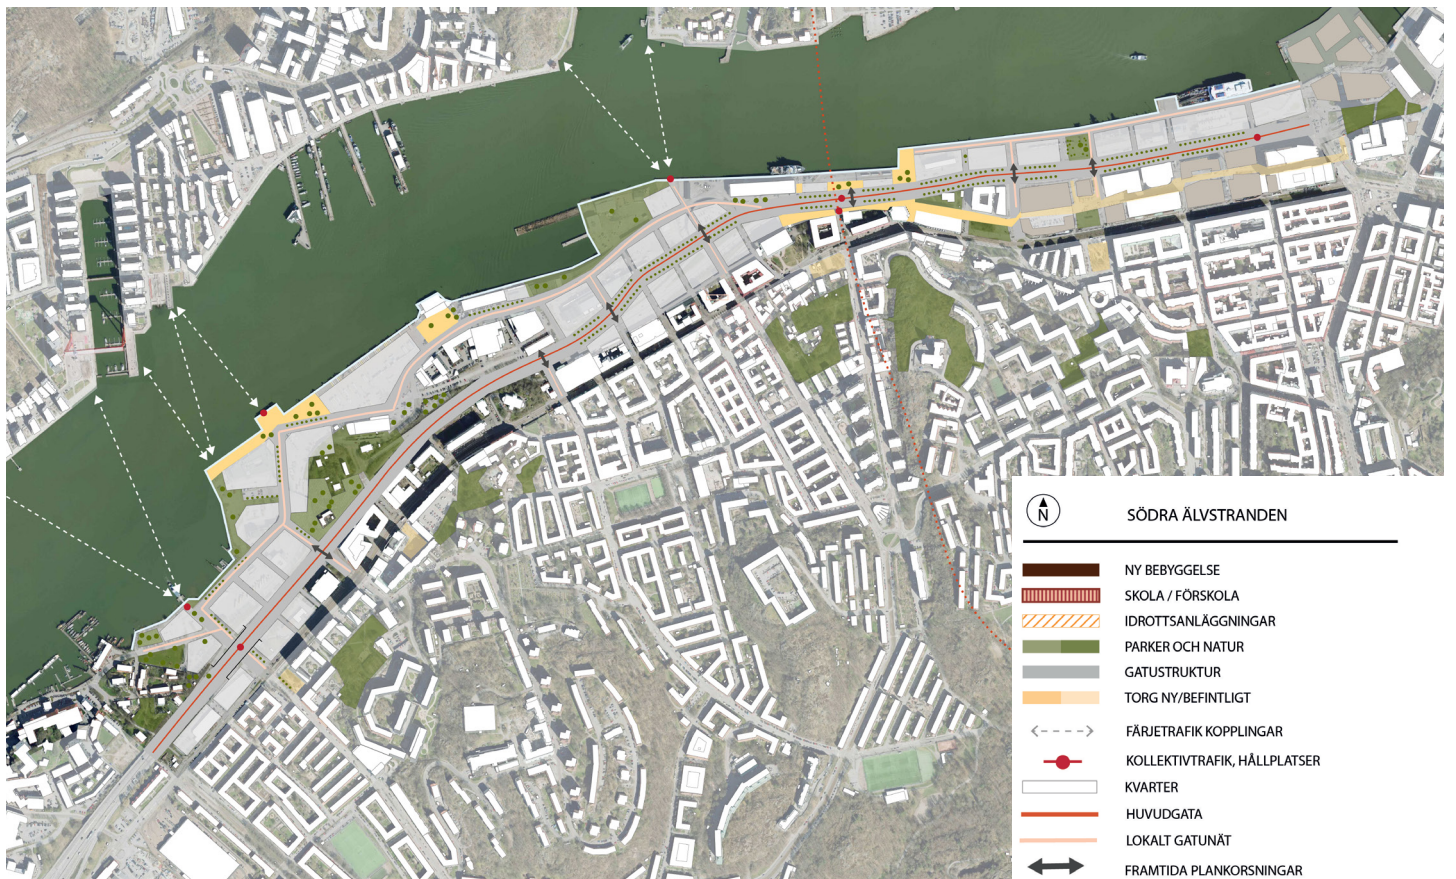 N
SÖDRA ÄLVSTRANDEN
NY BEBYGGELSE
SKOLA / FÖRSKOLA
IDROTTSANLÄGGNINGAR
PARKER OCH NATUR
GATUSTRUKTUR
TORG NY/BEFINTLIGT
FÄRJETRAFIK KOPPLINGAR
KOLLEKTIVTRAFIK, HÅLLPLATSER
KVARTER
HUVUDGATA
LOKALT GATUNÄT
FRAMTIDA PLANKORSNINGAR